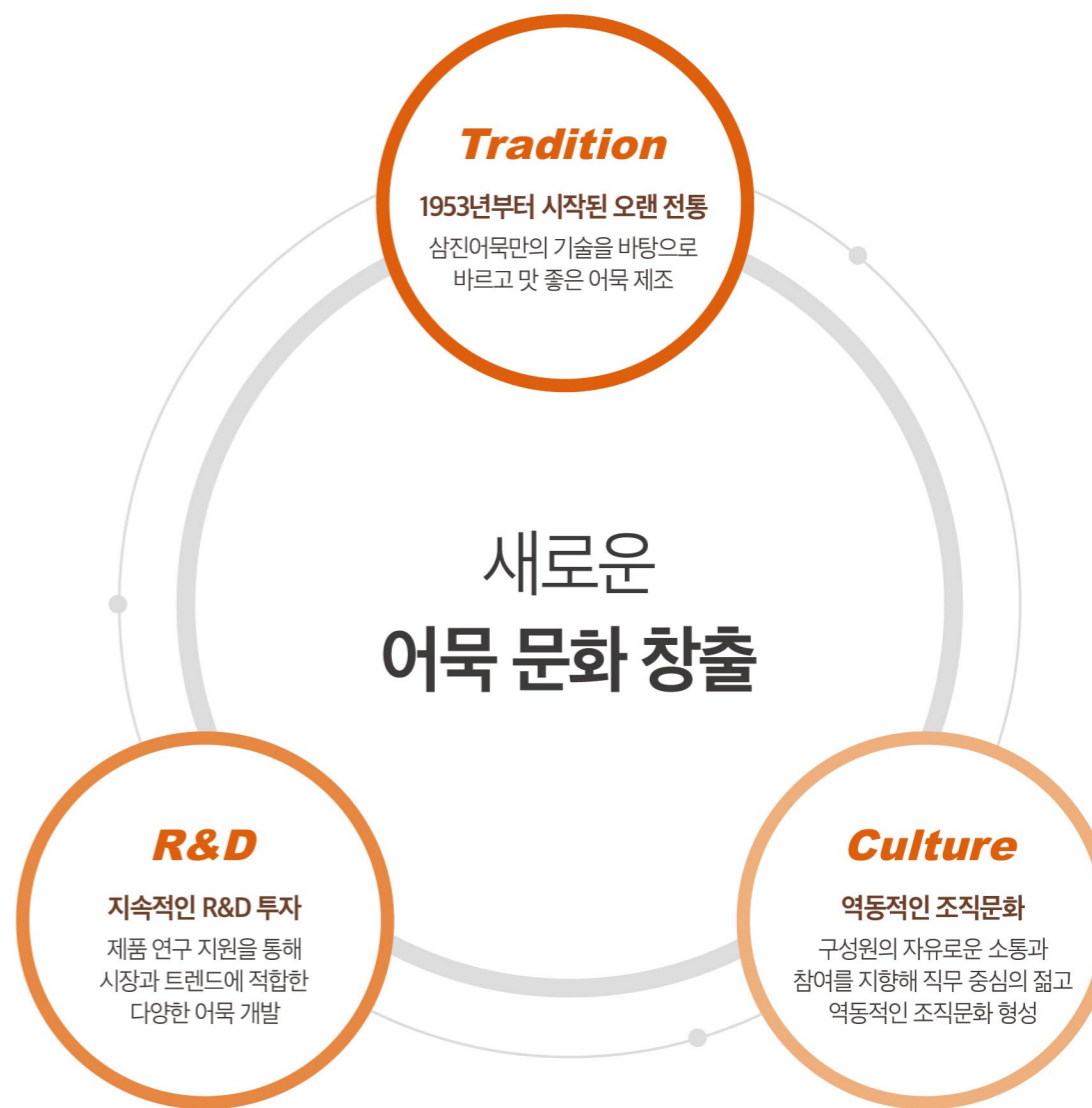 Tradition
1953년부터 시작된 오랜 전통
삼진어묵만의 기술을 바탕으로
바르고 맛 좋은 어묵 제조
새로운
어묵 문화 창출
R&D
지속적인 R&D 투자
제품 연구 지원을 통해
시장과 트렌드에 적합한
다양한 어묵 개발
Culture
역동적인 조직문화
구성원의 자유로운 소통과
참여를 지향해 직무 중심의 젊고
역동적인 조직문화 형성